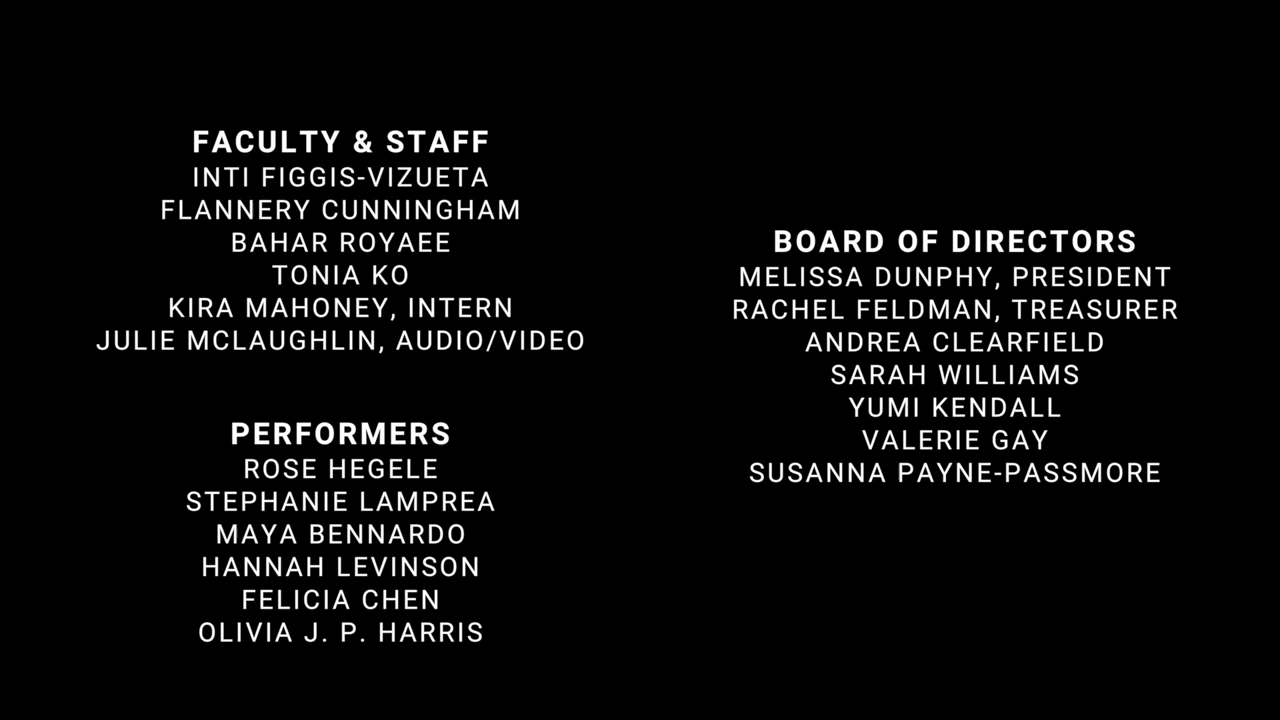 FACULTY & STAFF
INTI FIGGIS-VIZUETA
FLANNERY CUNNINGHAM
BAHAR ROYAEE
TONIA KO
KIRA MAHONEY, INTERN
JULIE MCLAUGHLIN, AUDIO/VIDEO
PERFORMERS
ROSE HEGELE
STEPHANIE LAMPREA
MAYA BENNARDO
HANNAH LEVINSON
FELICIA CHEN
OLIVIA J. P. HARRIS
BOARD OF DIRECTORS
MELISSA DUNPHY, PRESIDENT
RACHEL FELDMAN, TREASURER
ANDREA CLEARFIELD
SARAH WILLIAMS
YUMI KENDALL
VALERIE GAY
SUSANNA PAYNE-PASSMORE